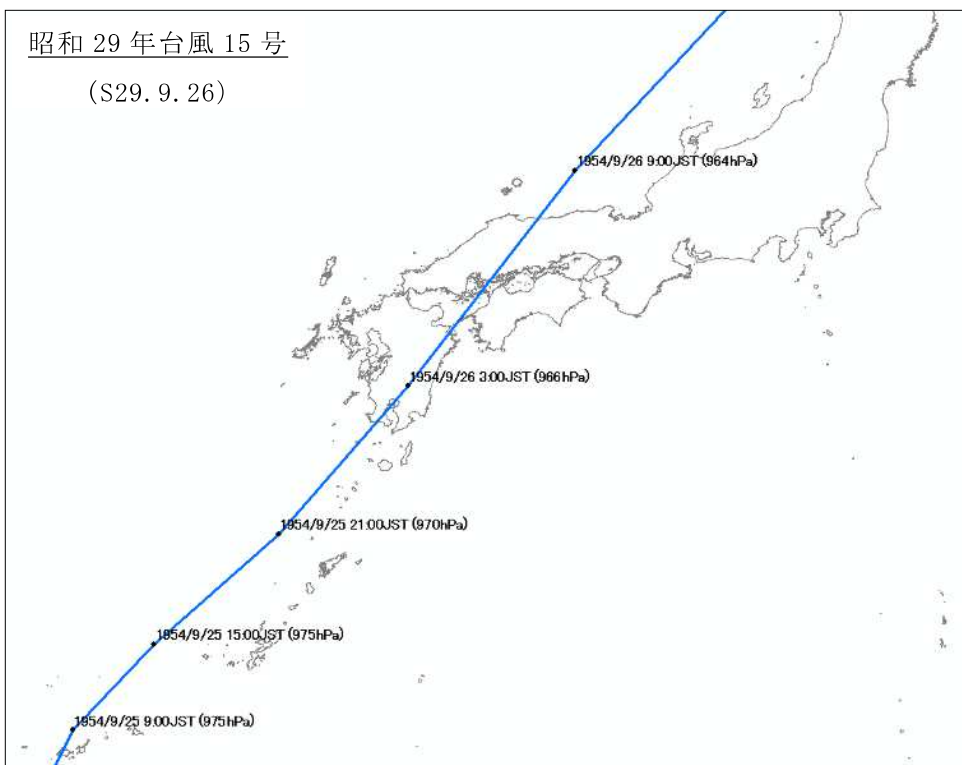 昭和 29 年台風 15 号
(S29.9.26)
1954/9/26 9:00JST (964hPa)
1954/9/26 3:00JST (966hPa)
1954/9/25 21:00JST (970hPa)
1954/9/25 15:00JST (975hPa)
1954/9/25 9:00JST (975hPa)